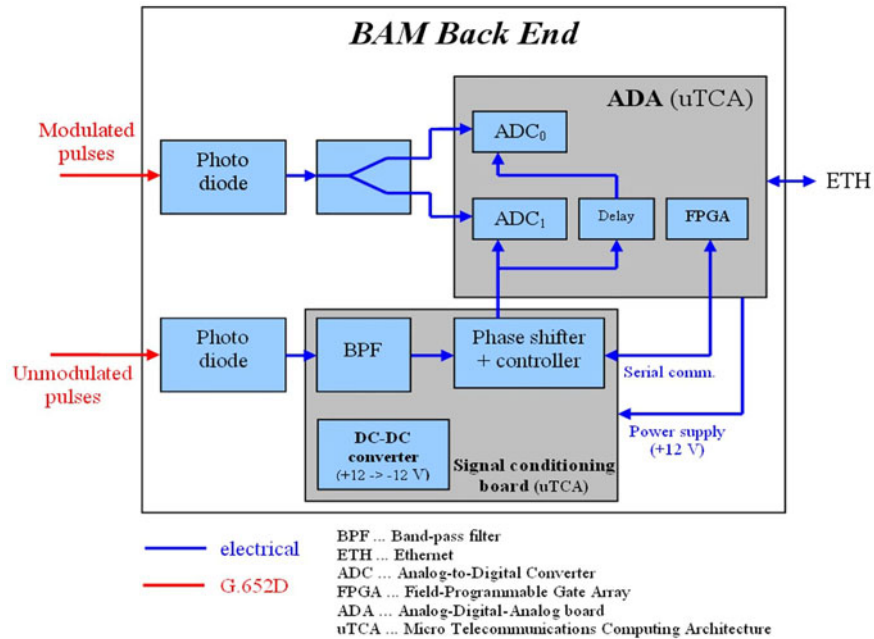 BAM Back End
ADA (uTCA)
Modulated
pulses
Photo
diode
ADC0
ADC1
Delay
FPGA
ETH
Unmodulated
pulses
Photo
diode
BPF
Phase shifter
+ controller
Serial comm.
Power supply
(+12 V)
DC-DC
converter
(+12 -> -12 V)
Signal conditioning
board (uTCA)
electrical
G.652D
BPF ... Band-pass filter
ETH ... Ethernet
ADC ... Analog-to-Digital Converter
FPGA ... Field-Programmable Gate Array
ADA ... Analog-Digital-Analog board
uTCA ... Micro Telecommunications Computing Architecture